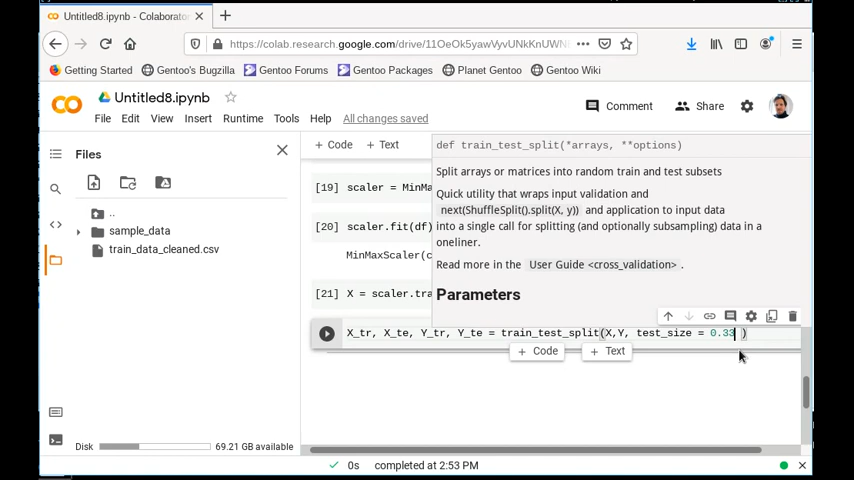 Untitled8.ipynb - Colaborator
https://colab.research.google.com/drive/11OeOk5yawVyvUNkKnUWN
Getting Started Gentoo's Bugzilla Gentoo Forums Gentoo Packages Planet Gentoo Gentoo Wiki
Untitled8.ipynb
Comment Share
File Edit View Insert Runtime Tools Help All changes saved
+ Code + Text
Files
..
sample_data
train_data_cleaned.csv
def train_test_split(*arrays, **options)
Split arrays or matrices into random train and test subsets
Quick utility that wraps input validation and
next(ShuffleSplit().split(X, y)) and application to input data
into a single call for splitting (and optionally subsampling) data in a
oneliner.
Read more in the User Guide <cross_validation> .
Parameters
[19] scaler = MinMa
[20] scaler.fit(df)
MinMaxScaler(c
[21] X = scaler.tra
X_tr, X_te, Y_tr, Y_te = train_test_split(X,Y, test_size = 0.33 )
+ Code + Text
Disk 69.21 GB available
0s completed at 2:53 PM